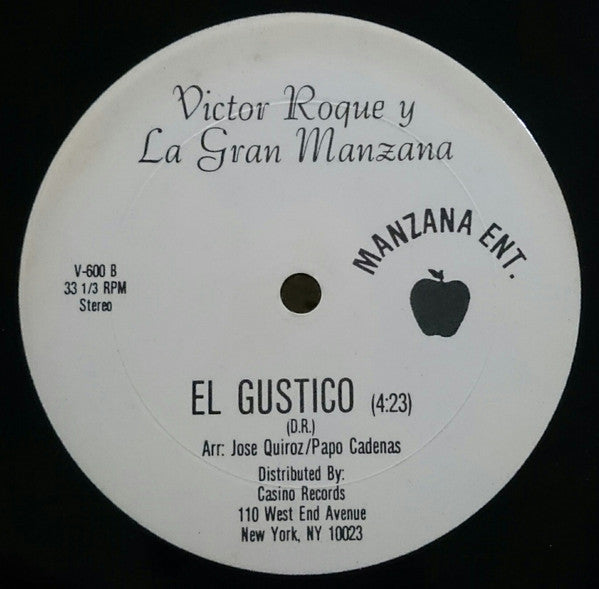 Victor Roque y
La Gran Manzana
MANZANA ENT.
V-600 B
33 1/3 RPM
Stereo
EL GUSTICO (4:23)
(D.R.)
Arr: Jose Quiroz/Papo Cadenas
Distributed By:
Casino Records
110 West End Avenue
New York, NY 10023